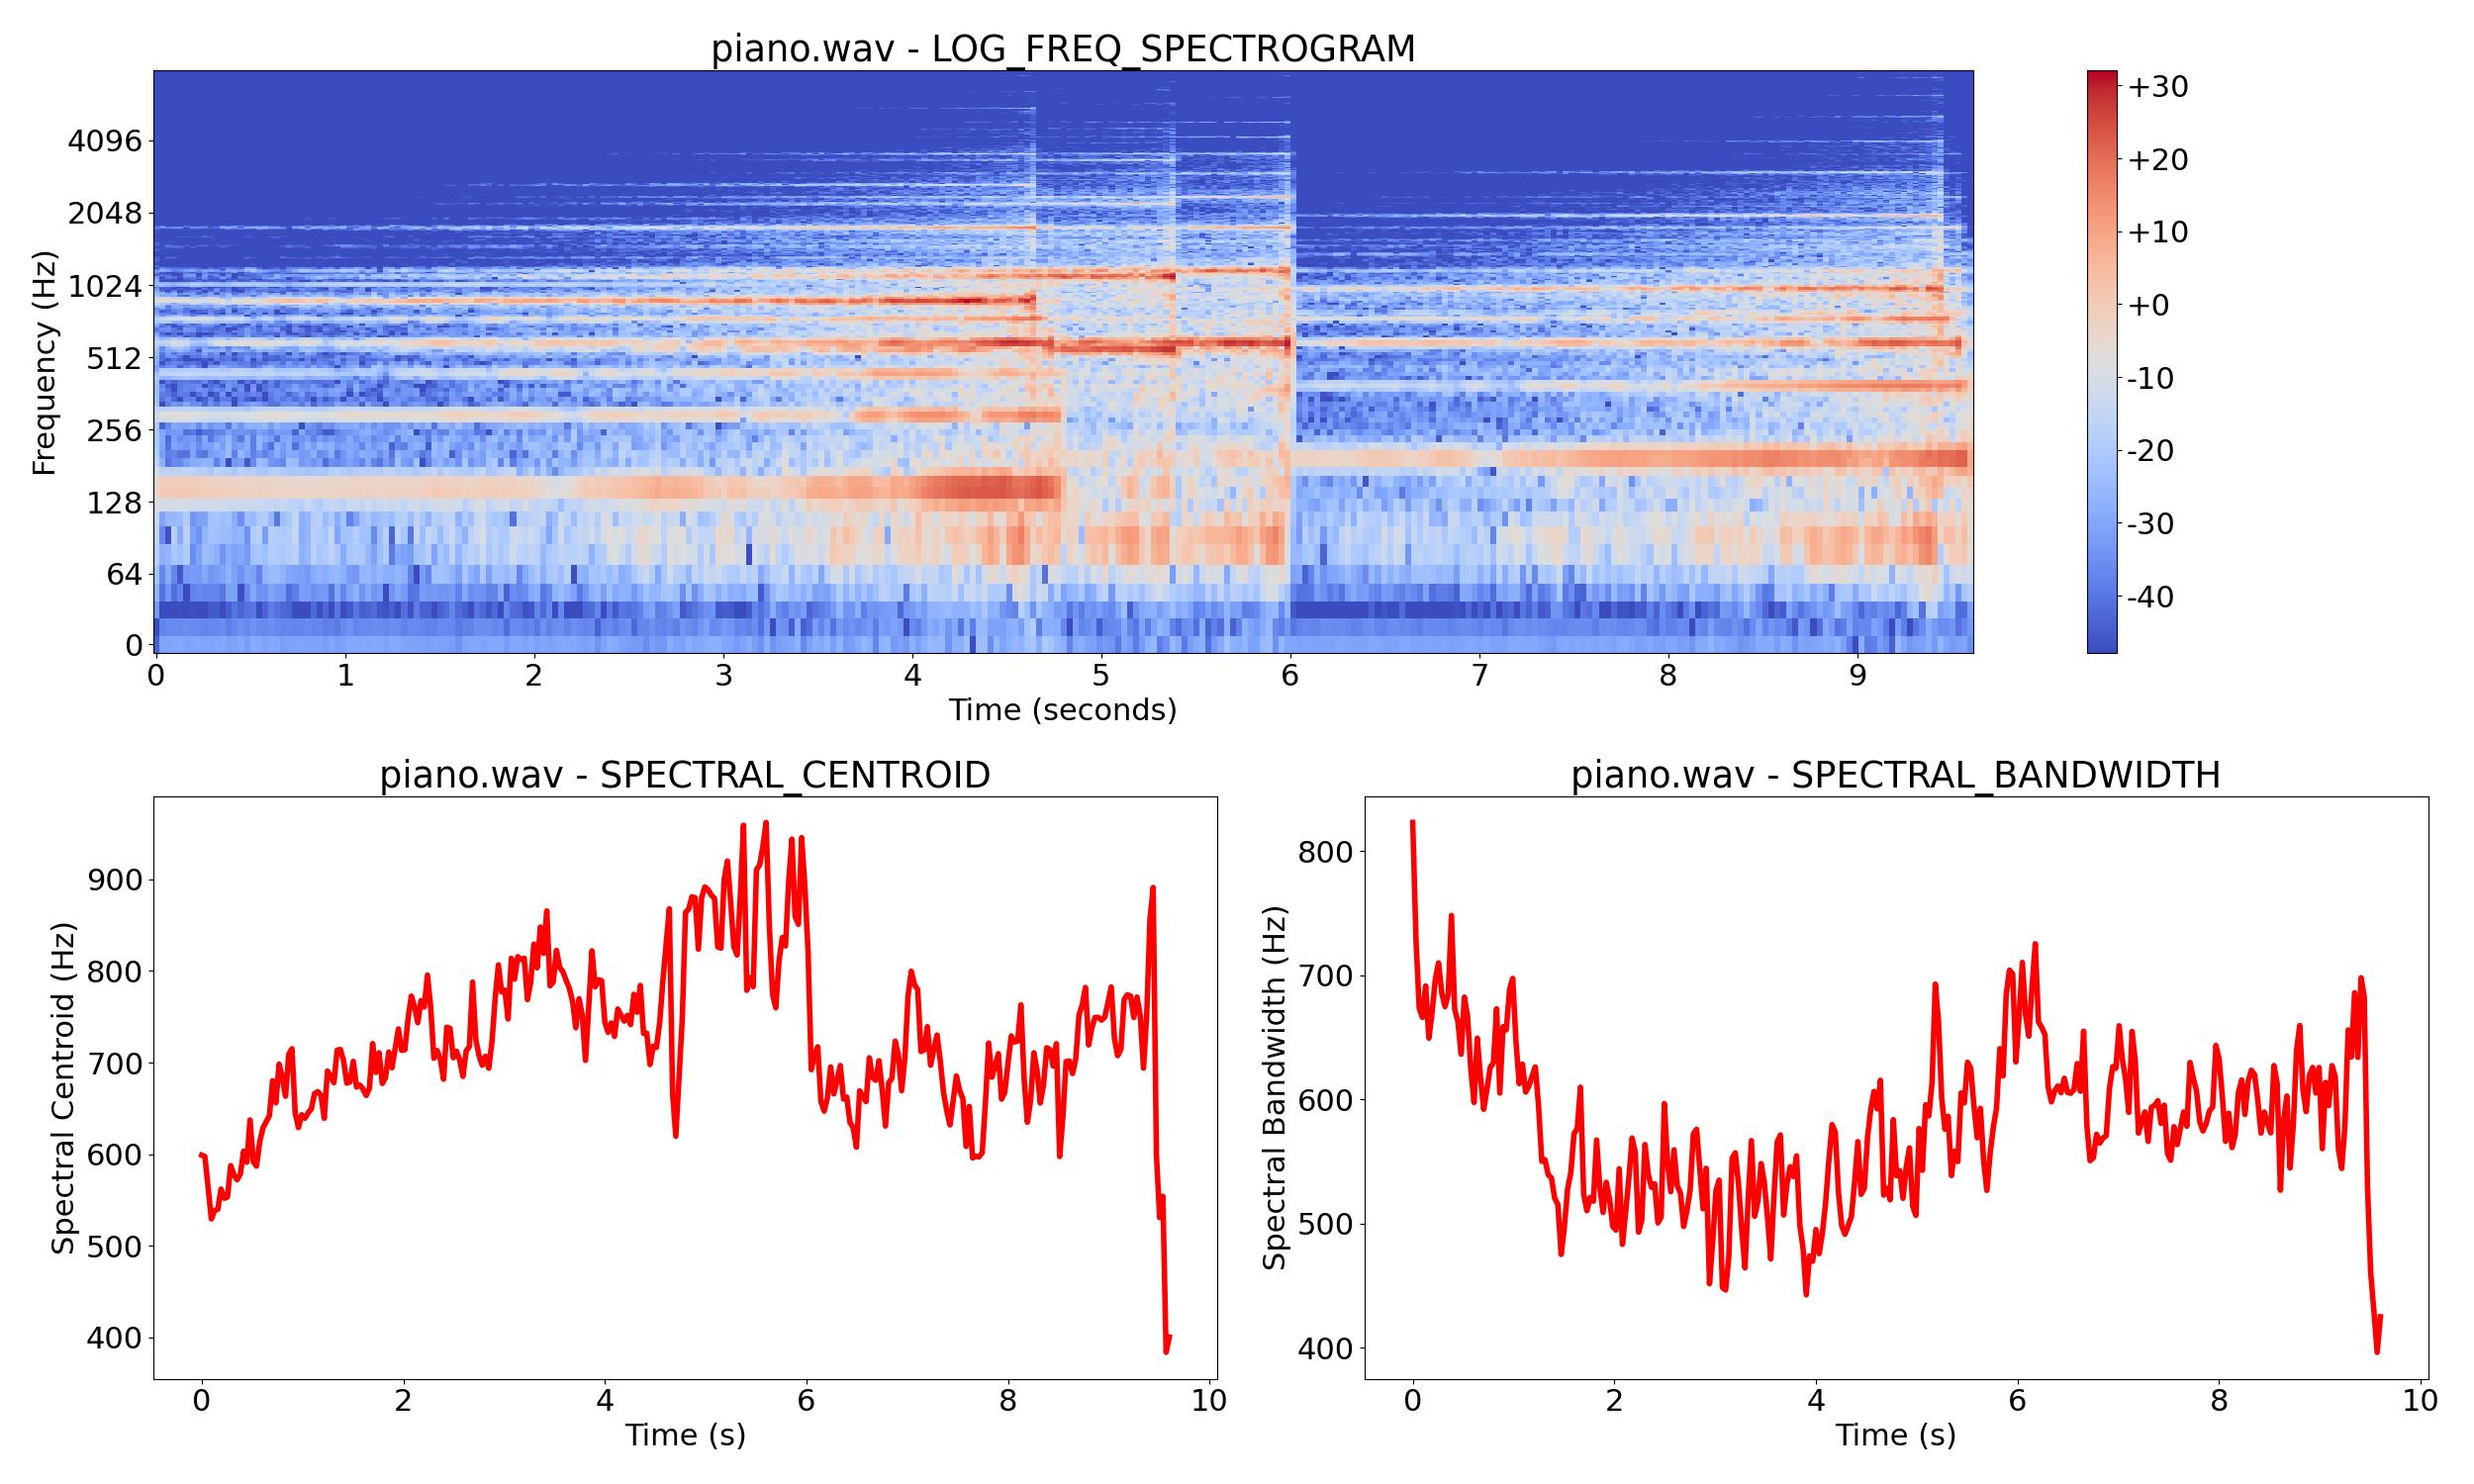 piano.wav - LOG_FREQ_SPECTROGRAM
Frequency (Hz)
4096
2048
1024
512
256
128
64
0
0 1 2 3 4 5 6 7 8 9
Time (seconds)
+30
+20
+10
+0
-10
-20
-30
-40
piano.wav - SPECTRAL_CENTROID
Spectral Centroid (Hz)
900
800
700
600
500
400
0 2 4 6 8 10
Time (s)
piano.wav - SPECTRAL_BANDWIDTH
Spectral Bandwidth (Hz)
800
700
600
500
400
0 2 4 6 8 10
Time (s)